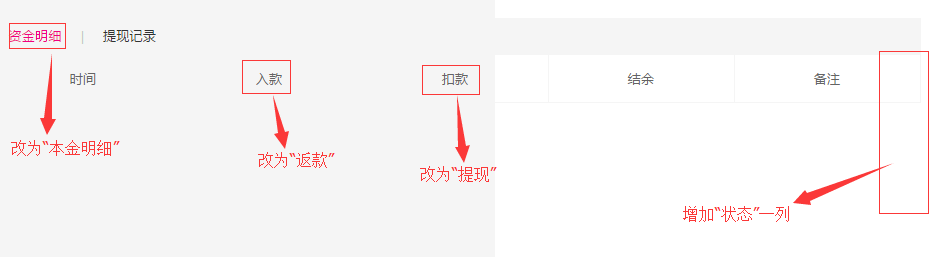 资金明细 | 提现记录
时间 入款 扣款 结余 备注
改为“本金明细”
改为“返款”
改为“提现”
增加“状态”一列